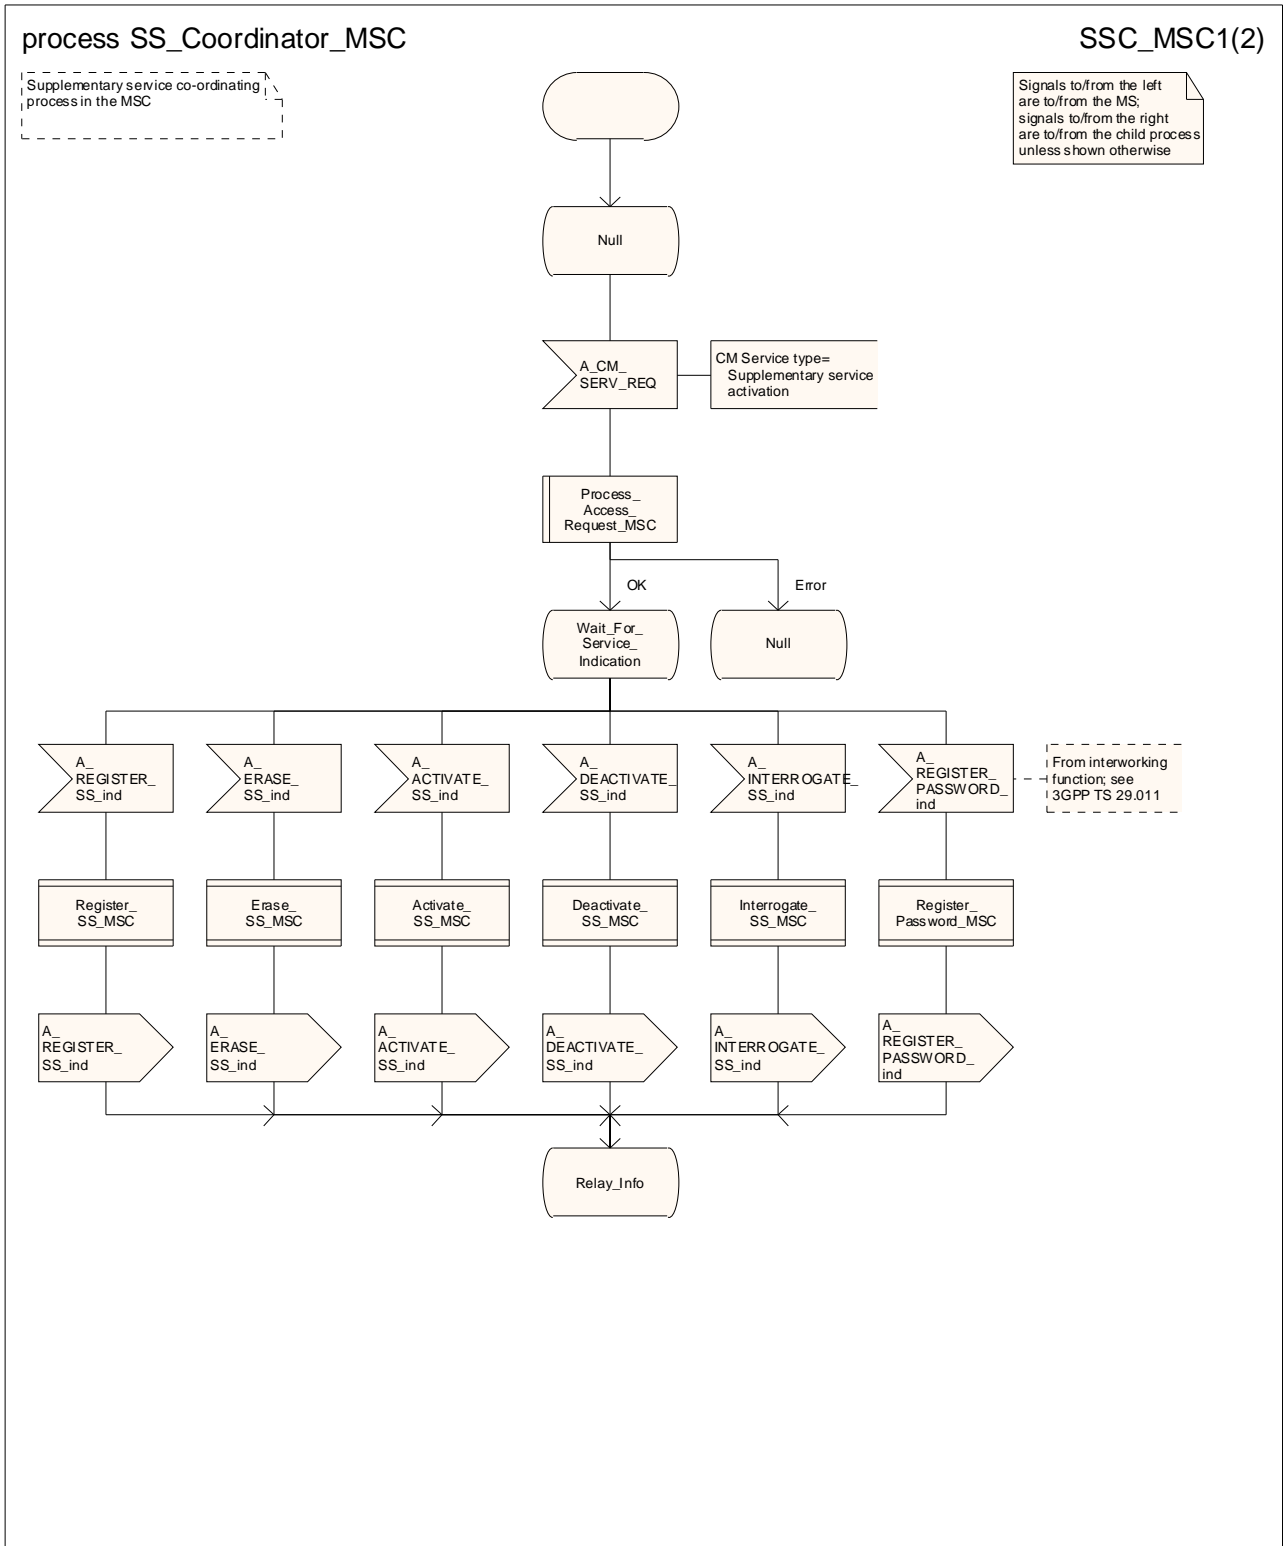 process SS_Coordinator_MSC
SSC_MSC1(2)
Supplementary service co-ordinating
process in the MSC
Signals to/from the left
are to/from the MS;
signals to/from the right
are to/from the child process
unless shown otherwise
Null
A_CM_
SERV_REQ
CM Service type=
Supplementary service
activation
Process_
Access_
Request_MSC
OK
Error
Wait_For_
Service_
Indication
Null
A_
REGISTER_
SS_ind
A_
ERASE_
SS_ind
A_
ACTIVATE_
SS_ind
A_
DEACTIVATE_
SS_ind
A_
INTERROGATE_
SS_ind
A_
REGISTER_
PASSWORD_
ind
From interworking
function; see
3GPP TS 29.011
Register_
SS_MSC
Erase_
SS_MSC
Activate_
SS_MSC
Deactivate_
SS_MSC
Interrogate_
SS_MSC
Register_
Password_MSC
A_
REGISTER_
SS_ind
A_
ERASE_
SS_ind
A_
ACTIVATE_
SS_ind
A_
DEACTIVATE_
SS_ind
A_
INTERROGATE_
SS_ind
A_
REGISTER_
PASSWORD_
ind
Relay_Info